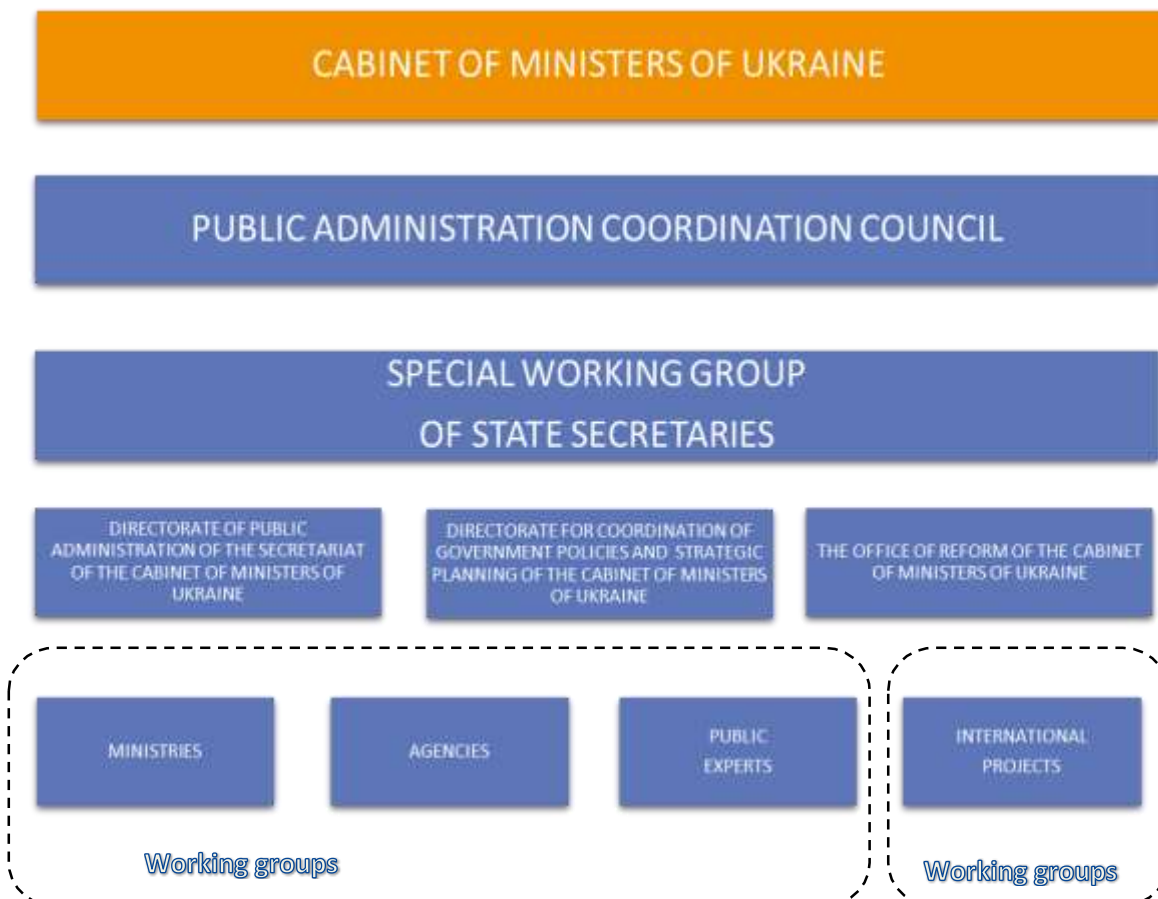 CABINET OF MINISTERS OF UKRAINE
PUBLIC ADMINISTRATION COORDINATION COUNCIL
SPECIAL WORKING GROUP
OF STATE SECRETARIES
DIRECTORATE OF PUBLIC
ADMINISTRATION OF THE SECRETARIAT
OF THE CABINET OF MINISTERS OF
UKRAINE
DIRECTORATE FOR COORDINATION OF
GOVERNMENT POLICIES AND STRATEGIC
PLANNING OF THE CABINET OF MINISTERS
OF UKRAINE
THE OFFICE OF REFORM OF THE CABINET
OF MINISTERS OF UKRAINE
MINISTRIES
AGENCIES
PUBLIC
EXPERTS
INTERNATIONAL
PROJECTS
Working groups
Working groups